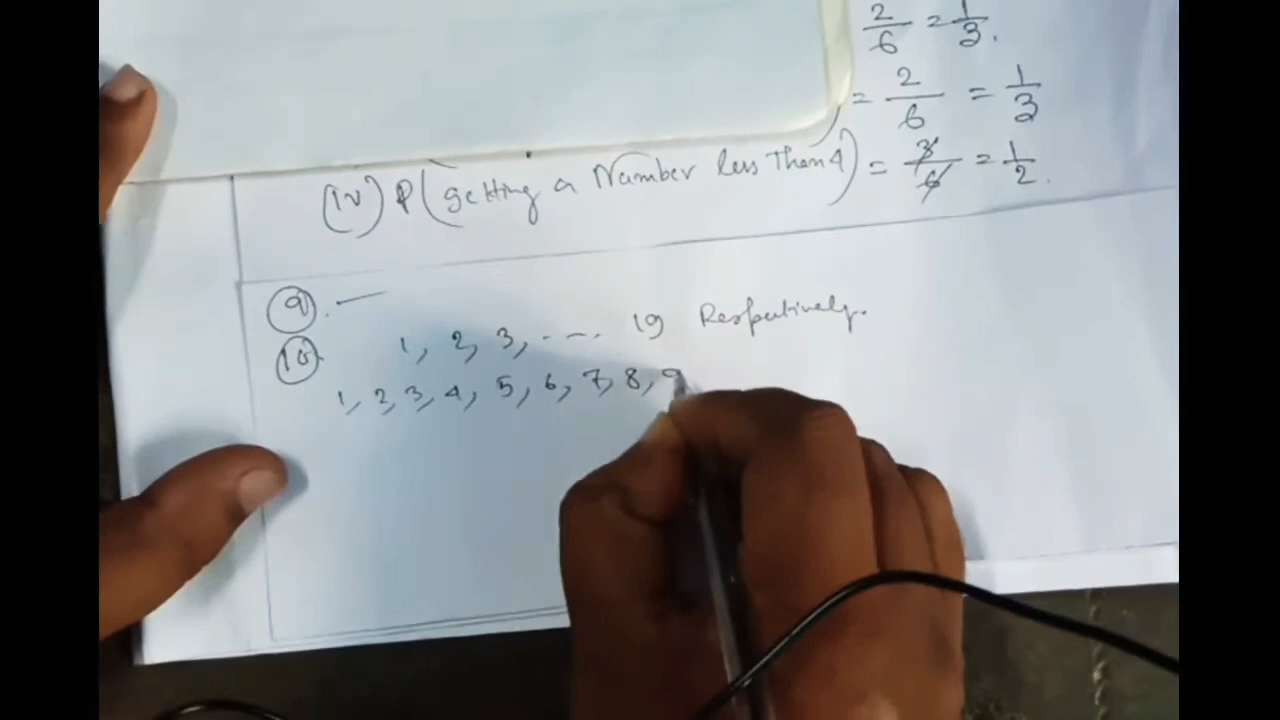 2/6 = 1/3.
= 2/6 = 1/3
(iv) P(getting a Number less than 4) = 3/6 = 1/2.
(9). —
(10). 1, 2, 3, ----. 19 Respectively.
1, 2, 3, 4, 5, 6, 7, 8, 9